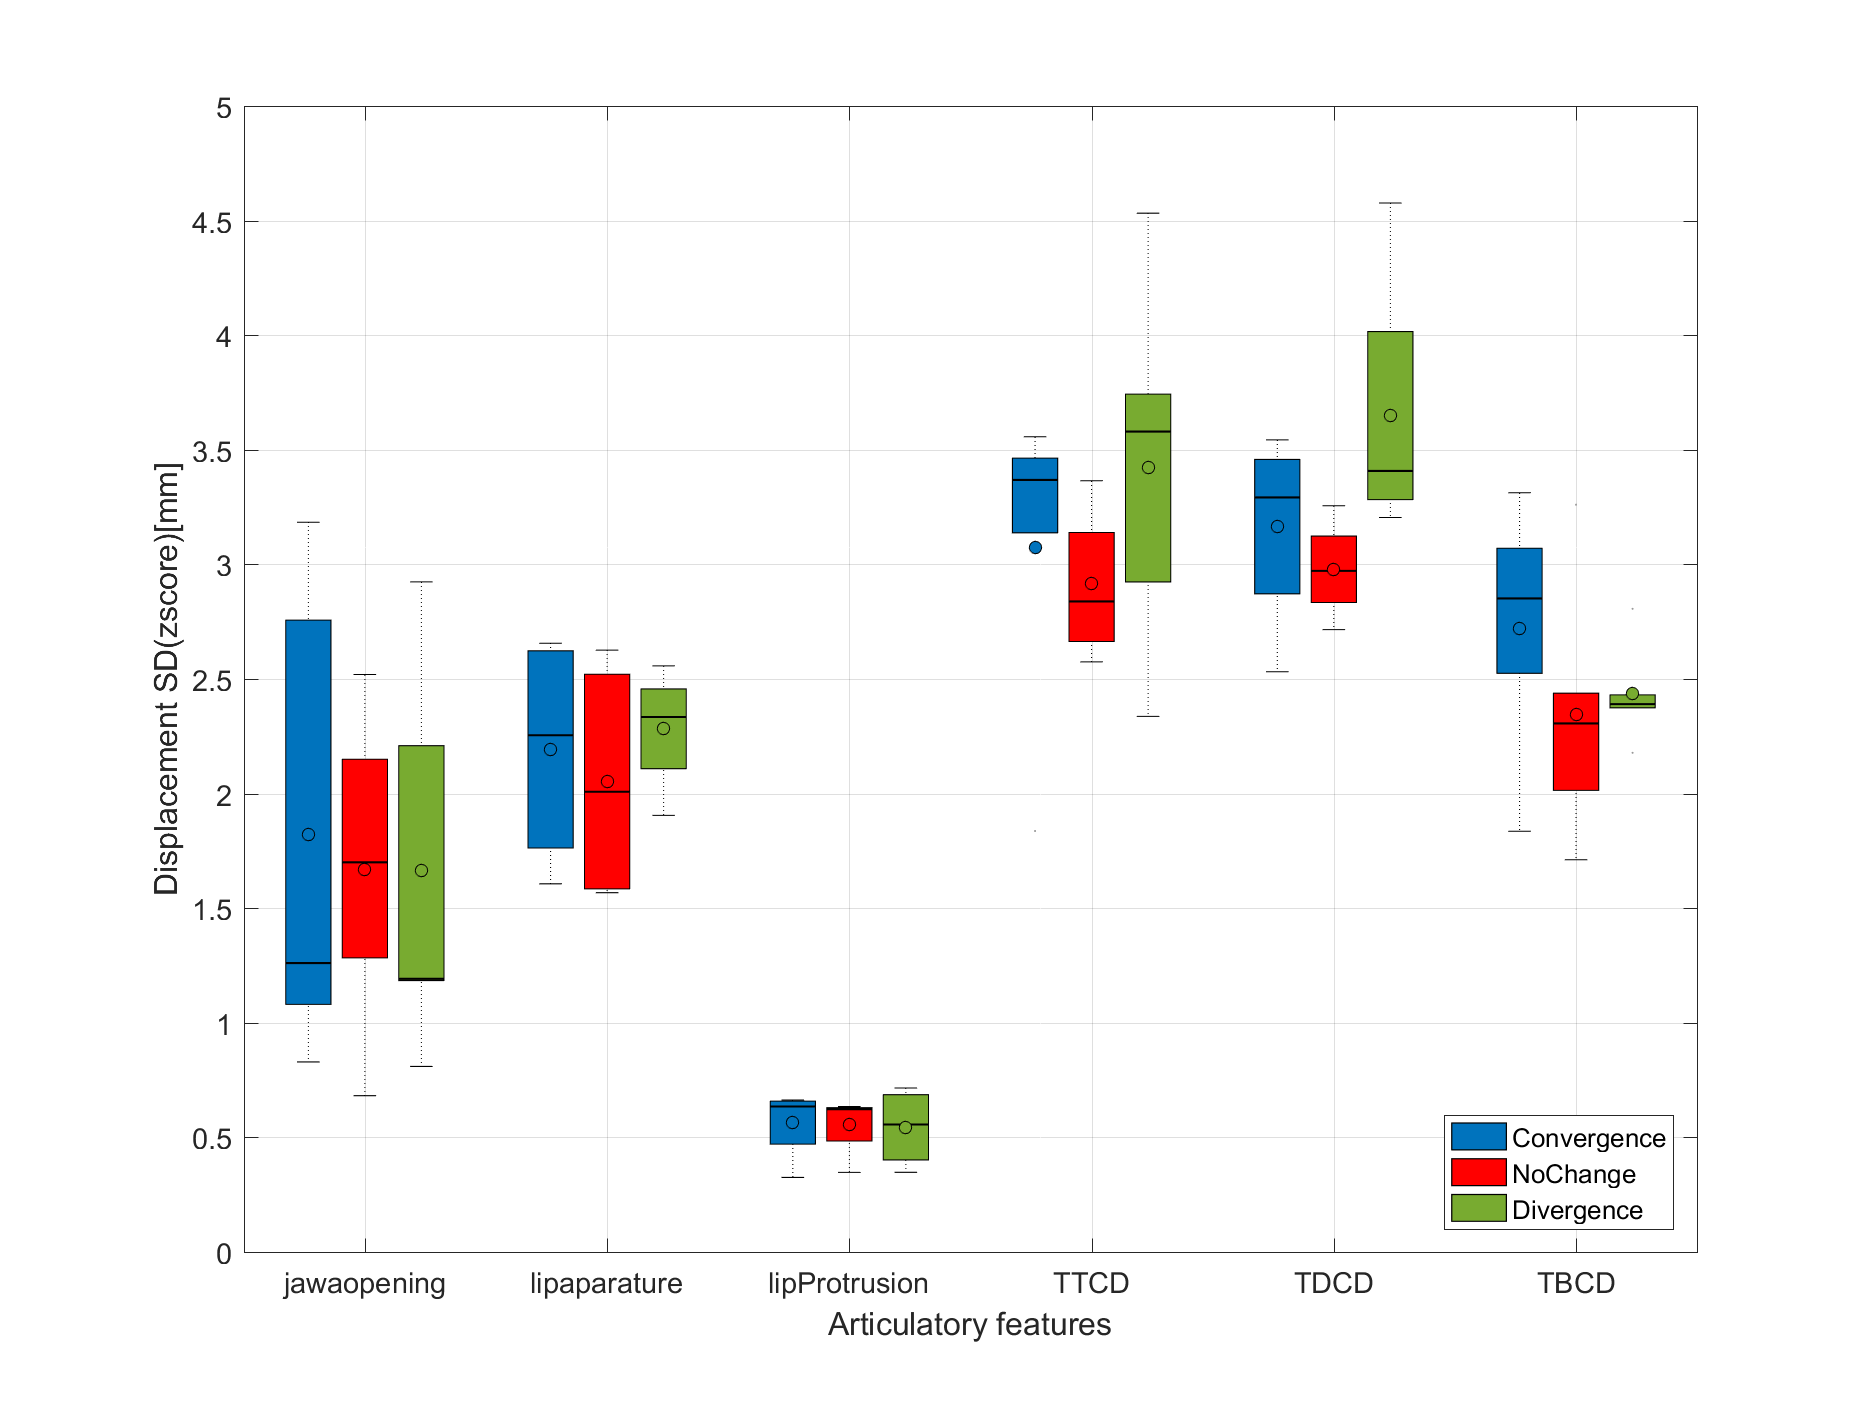 5
4.5
4
3.5
3
2.5
2
1.5
1
0.5
0
Displacement SD(zscore)[mm]
Convergence
NoChange
Divergence
jawaopening lipaparature lipProtrusion TTCD TDCD TBCD
Articulatory features